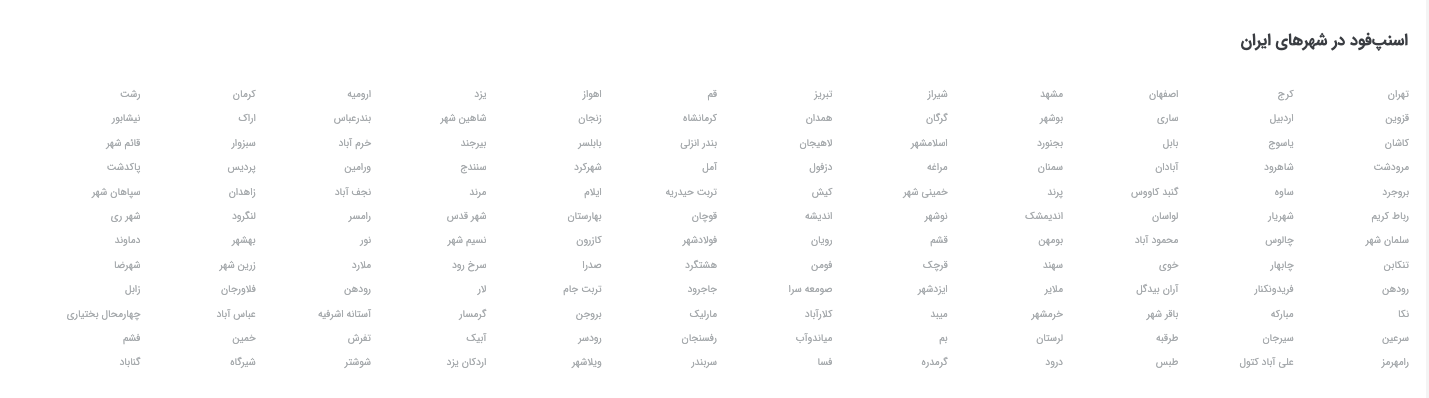 اسنپ‌فود در شهرهای ایران
تهران کرج اصفهان مشهد شیراز تبریز قم اهواز یزد ارومیه کرمان رشت
قزوین اردبیل ساری بوشهر گرگان همدان کرمانشاه زنجان شاهین شهر بندرعباس اراک نیشابور
کاشان یاسوج بابل بجنورد اسلامشهر لاهیجان بندر انزلی بابلسر بیرجند خرم آباد سبزوار قائم شهر
مرودشت شاهرود آبادان سمنان مراغه دزفول آمل شهرکرد سنندج ورامین پردیس پاکدشت
بروجرد ساوه گنبد کاووس پرند خمینی شهر کیش تربت حیدریه ایلام مرند نجف آباد زاهدان سپاهان شهر
رباط کریم شهریار لواسان اندیمشک نوشهر اندیشه قوچان بهارستان شهر قدس رامسر لنگرود شهر ری
سلمان شهر چالوس محمود آباد بومهن قشم رویان فولادشهر کازرون نسیم شهر نور بهشهر دماوند
تنکابن چابهار خوی سهند قرچک فومن هشتگرد صدرا سرخ رود ملارد زرین شهر شهرضا
رودهن فریدونکنار آران بیدگل ملایر ایزدشهر صومعه سرا جاجرود تربت جام لار رودهن فلاورجان زابل
نکا مبارکه باقر شهر خرمشهر میبد کلارآباد مارلیک بروجن گرمسار آستانه اشرفیه عباس آباد چهارمحال بختیاری
سرعین سیرجان طرقبه لرستان بم میاندوآب رفسنجان رودسر آبیک تفرش خمین فشم
رامهرمز علی آباد کتول طبس درود گرمدره فسا سربندر ویلاشهر اردکان یزد شوشتر شیرگاه گناباد